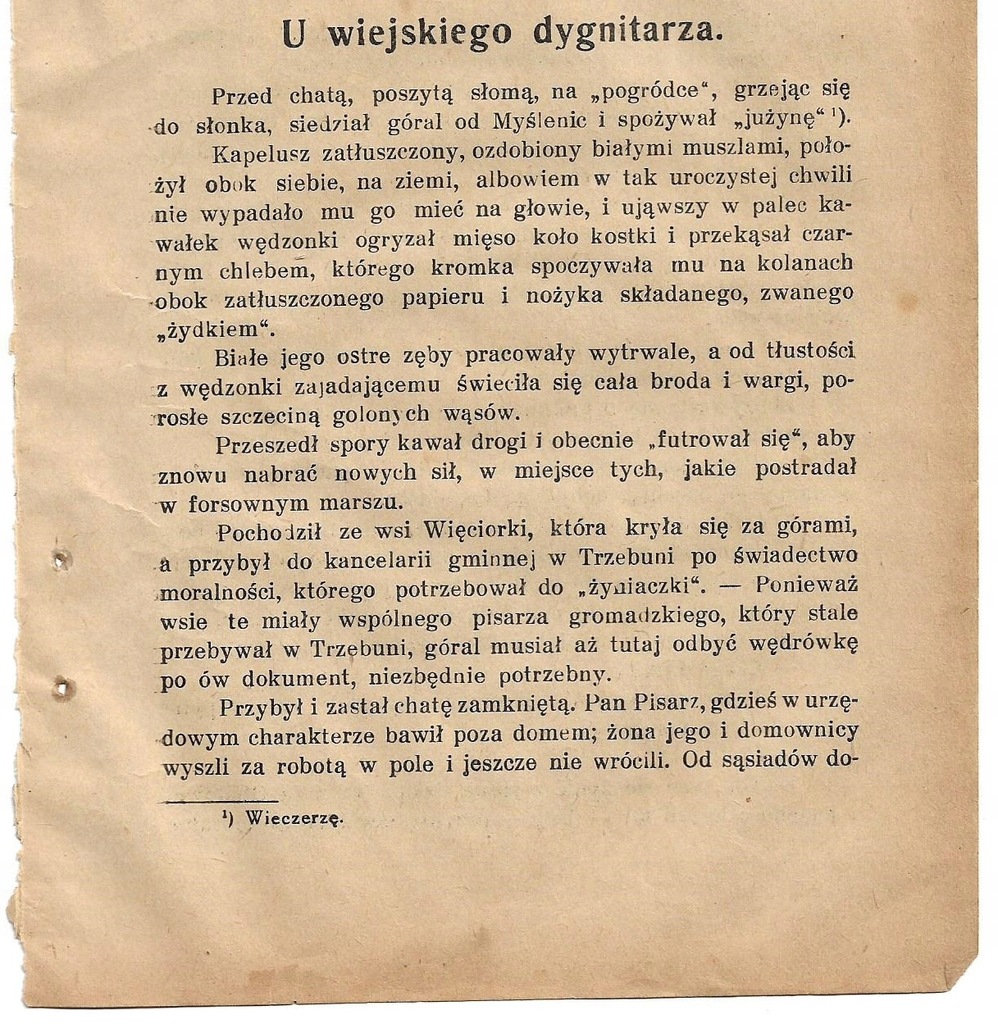 U wiejskiego dygnitarza.
Przed chatą, poszytą słomą, na „pogródce“, grzejąc się
do słonka, siedział góral od Myślenic i spożywał „jużynę“ ¹).
Kapelusz zatłuszczony, ozdobiony białymi muszlami, poło-
żył obok siebie, na ziemi, albowiem w tak uroczystej chwili
nie wypadało mu go mieć na głowie, i ująwszy w palec ka-
wałek wędzonki ogryzał mięso koło kostki i przekąsał czar-
nym chlebem, którego kromka spoczywała mu na kolanach
obok zatłuszczonego papieru i nożyka składanego, zwanego
„żydkiem“.
Białe jego ostre zęby pracowały wytrwale, a od tłustości
z wędzonki zajadającemu świeciła się cała broda i wargi, po-
rosłe szczeciną golonych wąsów.
Przeszedł spory kawał drogi i obecnie „futrował się“, aby
znowu nabrać nowych sił, w miejsce tych, jakie postradał
w forsownym marszu.
Pochodził ze wsi Więciorki, która kryła się za górami,
a przybył do kancelarii gminnej w Trzebuni po świadectwo
moralności, którego potrzebował do „żyniaczki“. — Ponieważ
wsie te miały wspólnego pisarza gromadzkiego, który stale
przebywał w Trzebuni, góral musiał aż tutaj odbyć wędrówkę
po ów dokument, niezbędnie potrzebny.
Przybył i zastał chatę zamkniętą. Pan Pisarz, gdzieś w urzę-
dowym charakterze bawił poza domem; żona jego i domownicy
wyszli za robotą w pole i jeszcze nie wrócili. Od sąsiadów do-
¹) Wieczerzę.